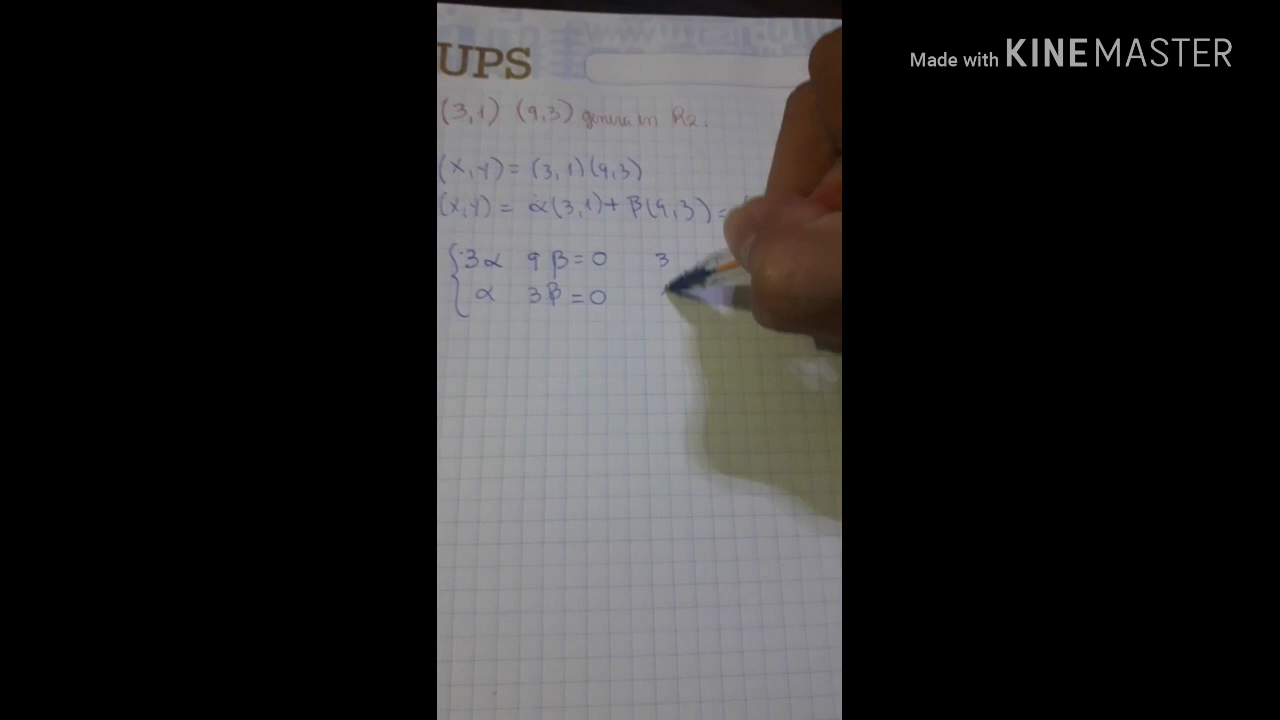 Made with KINEMASTER
UPS
(3,1) (9,3) genera en R2.
(x,y) = (3,1)(9,3)
(x,y) = α(3,1)+ β(9,3) =
3α 9β=0 3
α 3β=0